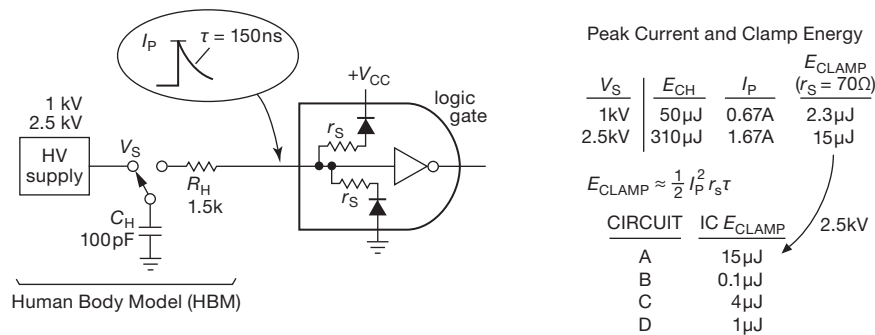 I_P
τ = 150ns
+V_CC
logic gate
1 kV
2.5 kV
HV supply
V_S
R_H
1.5k
C_H
100pF
r_S
r_S
Human Body Model (HBM)
Peak Current and Clamp Energy
V_S E_CH I_P E_CLAMP (r_S = 70Ω)
1kV 50μJ 0.67A 2.3μJ
2.5kV 310μJ 1.67A 15μJ
E_CLAMP ≈ 1/2 I_P² r_s τ
2.5kV
CIRCUIT IC E_CLAMP
A 15μJ
B 0.1μJ
C 4μJ
D 1μJ